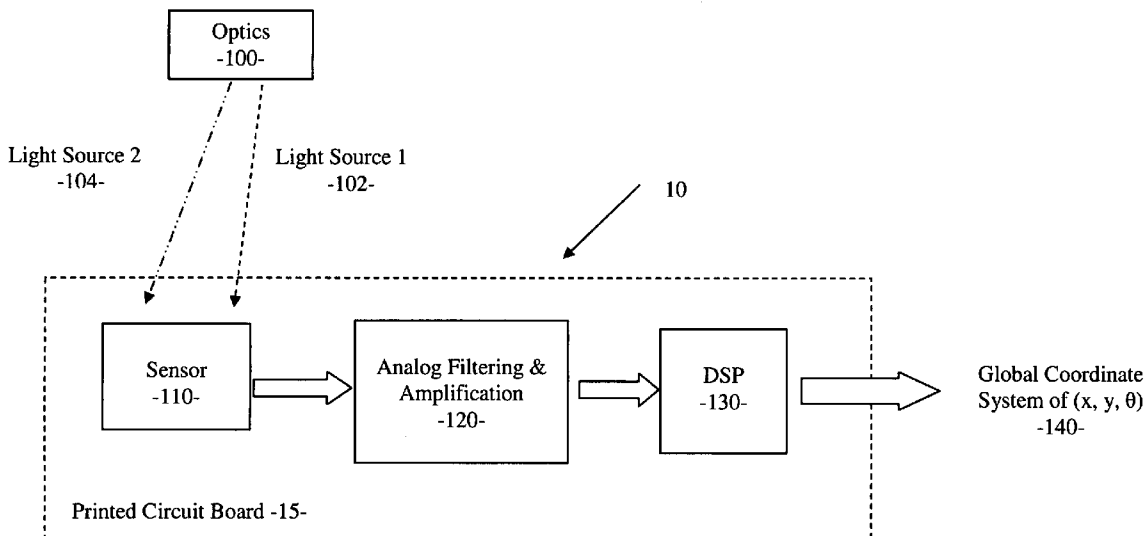 Optics
-100-
Light Source 2
-104-
Light Source 1
-102-
10
Sensor
-110-
Analog Filtering &
Amplification
-120-
DSP
-130-
Global Coordinate
System of (x, y, θ)
-140-
Printed Circuit Board -15-